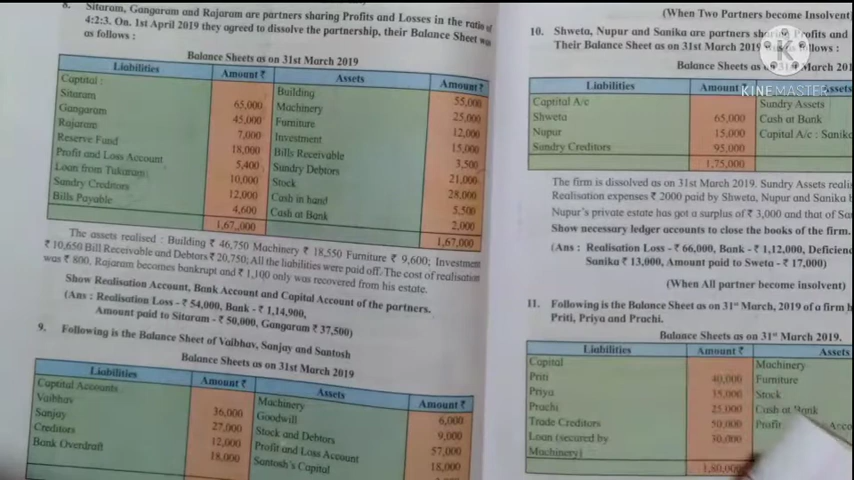 8. Sitaram, Gangaram and Rajaram are partners sharing Profits and Losses in the ratio of
4:2:3. On 1st April 2019 they agreed to dissolve the partnership, their Balance Sheet was
as follows :
Balance Sheets as on 31st March 2019
Liabilities Amount ₹ Assets Amount ₹
Captital : Building 55,000
Sitaram 65,000 Machinery 25,000
Gangaram 45,000 Furniture 12,000
Rajaram 7,000 Investment 15,000
Reserve Fund 18,000 Bills Receivable 3,500
Profit and Loss Account 5,400 Sundry Debtors 21,000
Loan from Tukaram 10,000 Stock 28,000
Sundry Creditors 12,000 Cash in hand 5,500
Bills Payable 4,600 Cash at Bank 2,000
1,67,,000 1,67,000
The assets realised : Building ₹ 46,750 Machinery ₹ 18,550 Furniture ₹ 9,600; Investment
₹ 10,650 Bill Receivable and Debtors ₹ 20,750; All the liabilities were paid off. The cost of realisation
was ₹ 800. Rajaram becomes bankrupt and ₹ 1,100 only was recovered from his estate.
Show Realisation Account, Bank Account and Capital Account of the partners.
(Ans : Realisation Loss - ₹ 54,000, Bank - ₹ 1,14,900,
Amount paid to Sitaram - ₹ 50,000, Gangaram ₹ 37,500)
9. Following is the Balance Sheet of Vaibhav, Sanjay and Santosh
Balance Sheets as on 31st March 2019
Liabilities Amount ₹ Assets Amount ₹
Captital Accounts Machinery 6,000
Vaibhav 36,000 Goodwill 9,000
Sanjay 27,000 Stock and Debtors 57,000
Creditors 12,000 Profit and Loss Account 18,000
Bank Overdraft 18,000 Santosh's Capital
(When Two Partners become Insolvent
10. Shweta, Nupur and Sanika are partners sharing Profits and
Their Balance Sheet as on 31st March 2019 follows :
Balance Sheets as 31 March 201
Liabilities Amount ₹ Assets
Captital A/c Sundry Assets
Shweta 65,000 Cash at Bank
Nupur 15,000 Capital A/c : Sanika
Sundry Creditors 95,000
1,75,000
The firm is dissolved as on 31st March 2019. Sundry Assets reali
Realisation expenses ₹ 2000 paid by Shweta, Nupur and Sanika
Nupur's private estate has got a surplus of ₹ 3,000 and that of Sa
Show necessary ledger accounts to close the books of the firm.
(Ans : Realisation Loss - ₹ 66,000, Bank - ₹ 1,12,000, Deficienc
Sanika ₹ 13,000, Amount paid to Sweta - ₹ 17,000)
(When All partner become insolvent)
11. Following is the Balance Sheet as on 31st March, 2019 of a firm h
Priti, Priya and Prachi.
Balance Sheets as on 31st March 2019.
Liabilities Amount ₹ Assets
Capital Machinery
Priti 40,000 Furniture
Priya 35,000 Stock
Prachi 25,000 Cash at Bank
Trade Creditors 50,000 Profit Acco
Loan (secured by 30,000
Machinery)
1,80,000
KINEMASTER